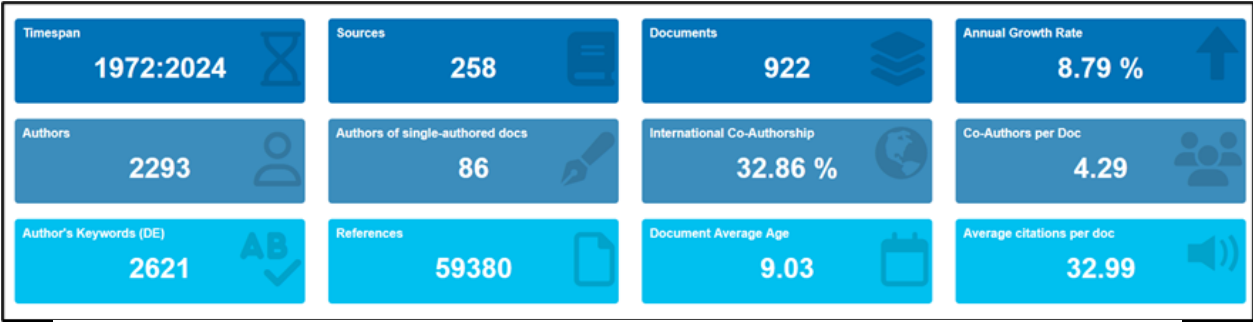 Timespan
1972:2024
Sources
258
Documents
922
Annual Growth Rate
8.79 %
Authors
2293
Authors of single-authored docs
86
International Co-Authorship
32.86 %
Co-Authors per Doc
4.29
Author's Keywords (DE)
2621
AB
References
59380
Document Average Age
9.03
Average citations per doc
32.99